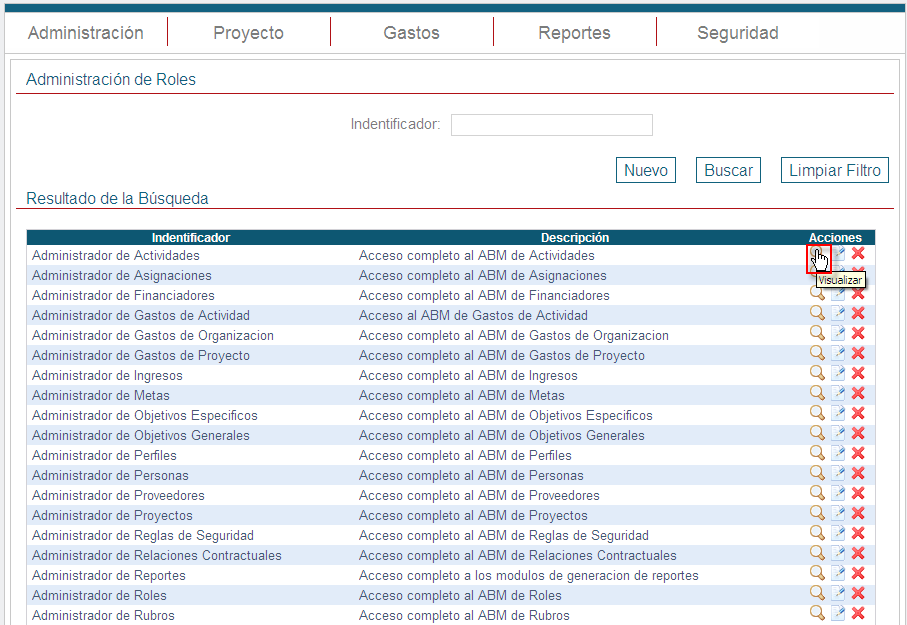 Administración Proyecto Gastos Reportes Seguridad
Administración de Roles
Indentificador:
Nuevo Buscar Limpiar Filtro
Resultado de la Búsqueda
Indentificador Descripción Acciones
Administrador de Actividades Acceso completo al ABM de Actividades
Administrador de Asignaciones Acceso completo al ABM de Asignaciones
Visualizar
Administrador de Financiadores Acceso completo al ABM de Financiadores
Administrador de Gastos de Actividad Acceso al ABM de Gastos de Actividad
Administrador de Gastos de Organizacion Acceso completo al ABM de Gastos de Organizacion
Administrador de Gastos de Proyecto Acceso completo al ABM de Gastos de Proyecto
Administrador de Ingresos Acceso completo al ABM de Ingresos
Administrador de Metas Acceso completo al ABM de Metas
Administrador de Objetivos Especificos Acceso completo al ABM de Objetivos Especificos
Administrador de Objetivos Generales Acceso completo al ABM de Objetivos Generales
Administrador de Perfiles Acceso completo al ABM de Perfiles
Administrador de Personas Acceso completo al ABM de Personas
Administrador de Proveedores Acceso completo al ABM de Proveedores
Administrador de Proyectos Acceso completo al ABM de Proyectos
Administrador de Reglas de Seguridad Acceso completo al ABM de Reglas de Seguridad
Administrador de Relaciones Contractuales Acceso completo al ABM de Relaciones Contractuales
Administrador de Reportes Acceso completo a los modulos de generacion de reportes
Administrador de Roles Acceso completo al ABM de Roles
Administrador de Rubros Acceso completo al ABM de Rubros